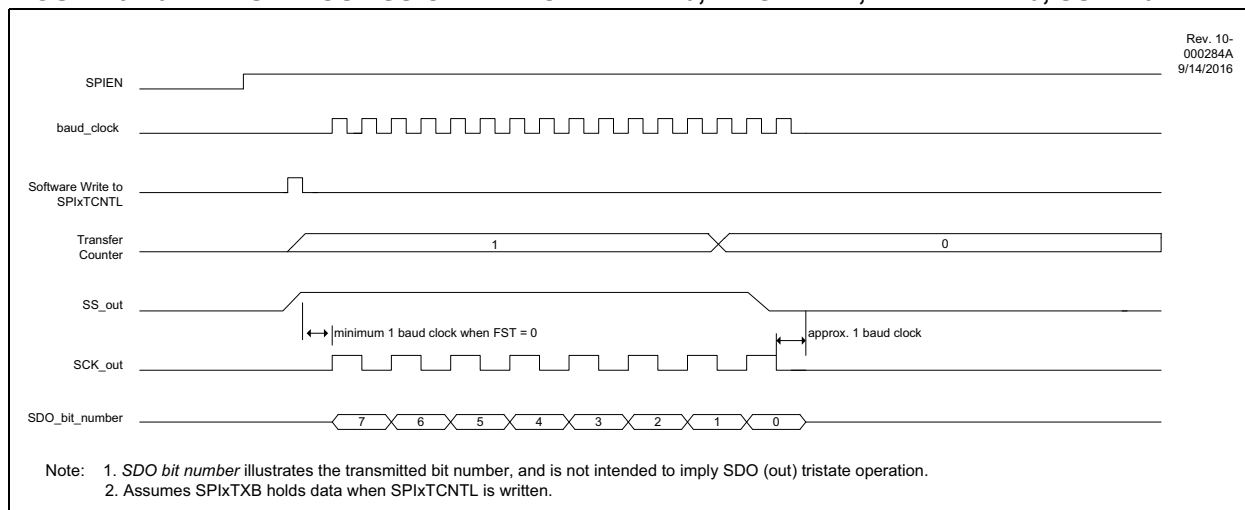 Rev. 10-
000284A
9/14/2016
SPIEN
baud_clock
Software Write to
SPIxTCNTL
Transfer
Counter
1
0
SS_out
minimum 1 baud clock when FST = 0
approx. 1 baud clock
SCK_out
SDO_bit_number
7 6 5 4 3 2 1 0
Note: 1. SDO bit number illustrates the transmitted bit number, and is not intended to imply SDO (out) tristate operation.
2. Assumes SPIxTXB holds data when SPIxTCNTL is written.